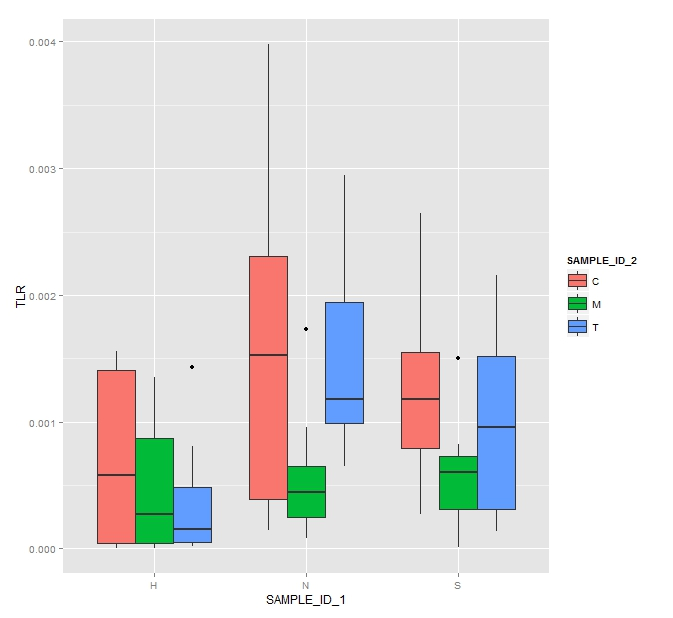 0.004
0.003
0.002
0.001
0.000
TLR
H N S
SAMPLE_ID_1
SAMPLE_ID_2
C
M
T